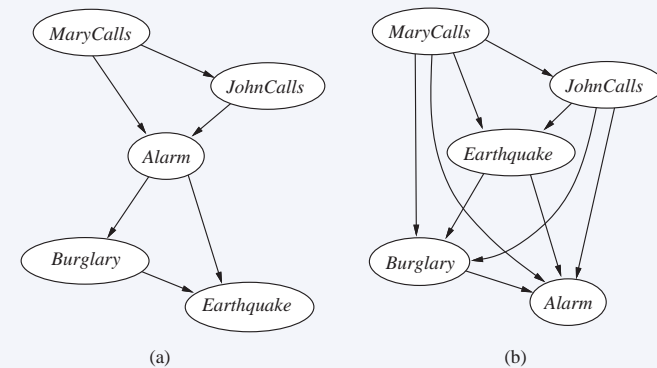 MaryCalls
JohnCalls
Alarm
Burglary
Earthquake
(a)
MaryCalls
JohnCalls
Earthquake
Burglary
Alarm
(b)